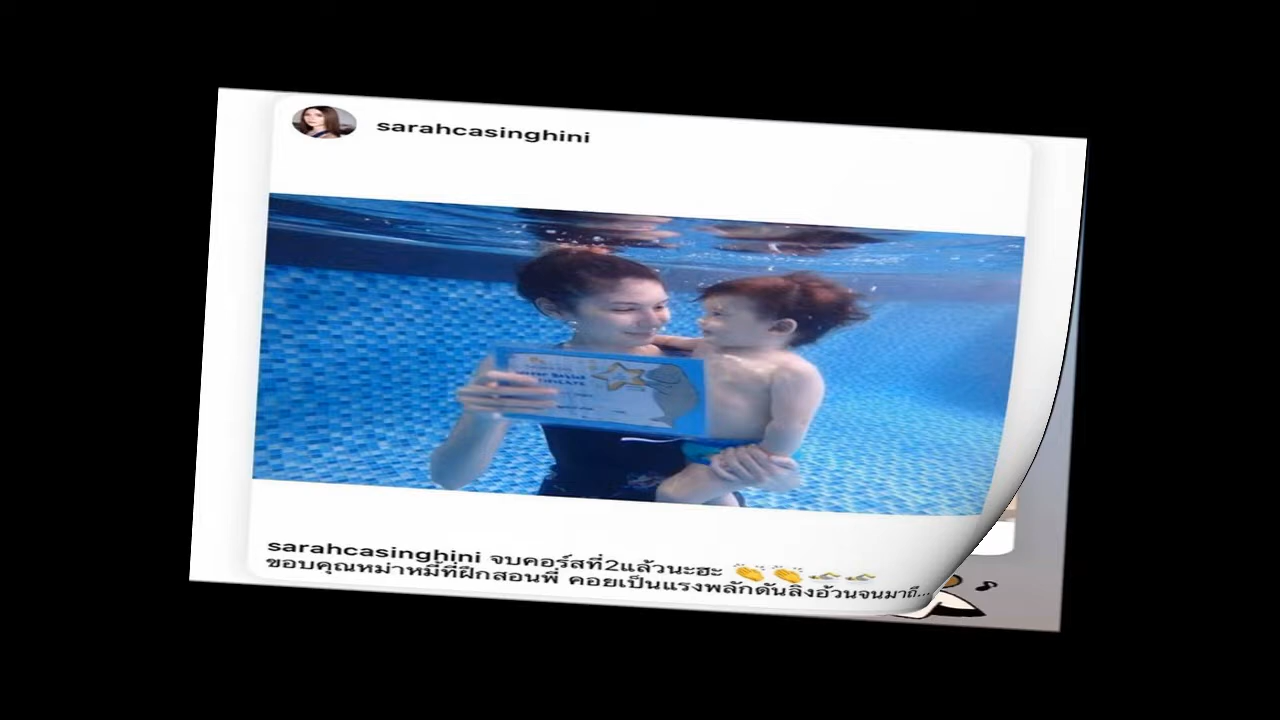 sarahcasinghini
sarahcasinghini จบคอร์สที่2แล้วนะฮะ 👏👏🏊🏊
ขอบคุณหม่าหมี๊ที่ฝึกสอนพี่ คอยเป็นแรงพลักดันลิงอ้วนจนมาถึ...